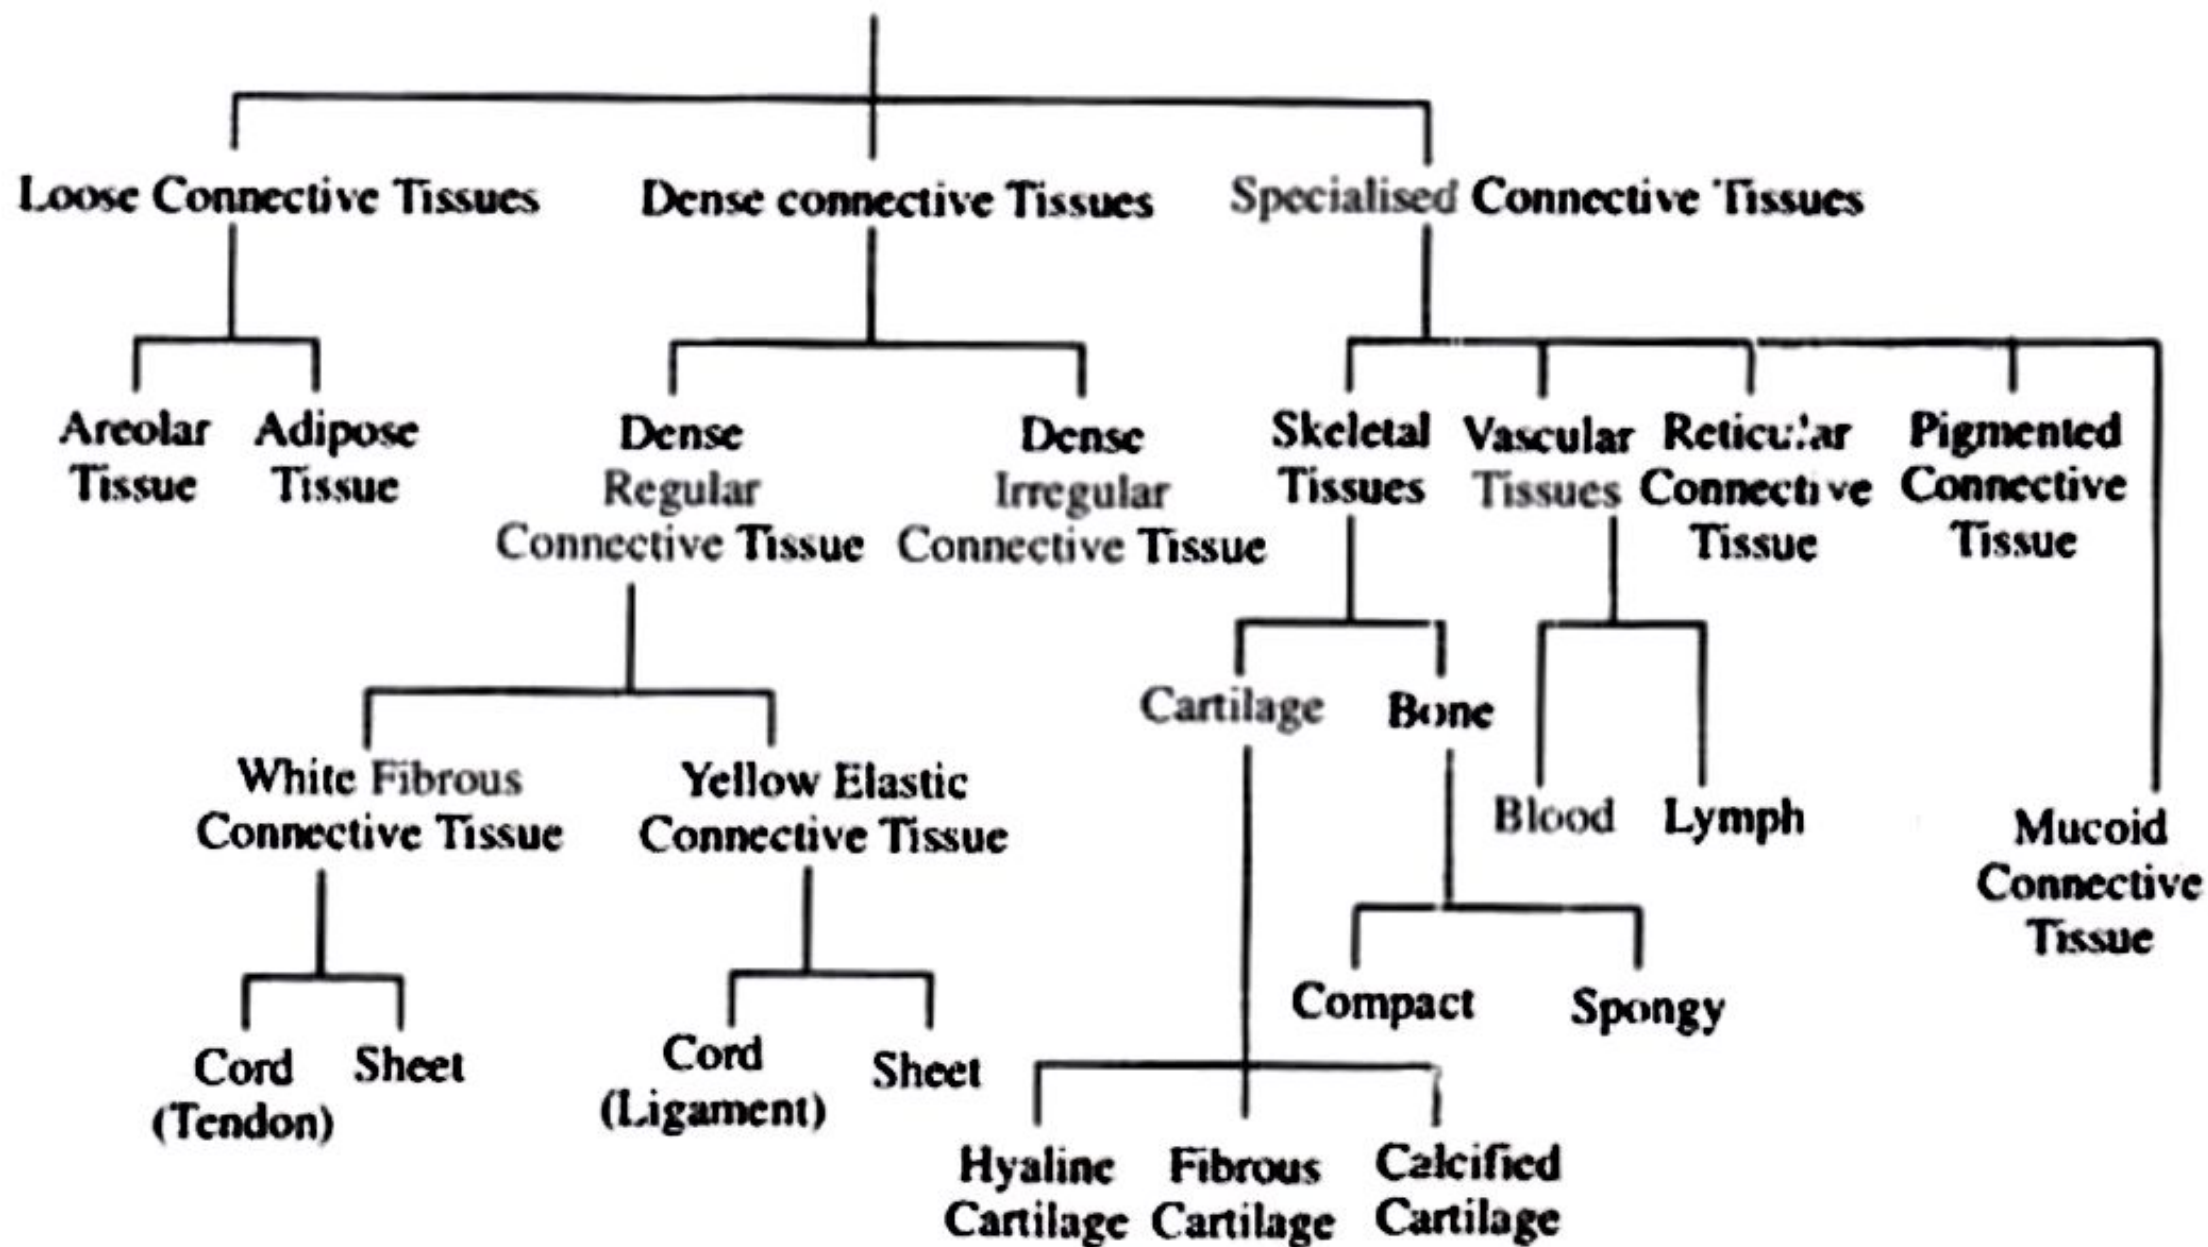 Loose Connective Tissues
Dense connective Tissues
Specialised Connective Tissues
Areolar
Tissue
Adipose
Tissue
Dense
Regular
Connective Tissue
Dense
Irregular
Connective Tissue
Skeletal
Tissues
Vascular
Tissues
Reticular
Connective
Tissue
Pigmented
Connective
Tissue
White Fibrous
Connective Tissue
Yellow Elastic
Connective Tissue
Cartilage
Bone
Blood
Lymph
Mucoid
Connective
Tissue
Cord
(Tendon)
Sheet
Cord
(Ligament)
Sheet
Compact
Spongy
Hyaline
Cartilage
Fibrous
Cartilage
Calcified
Cartilage